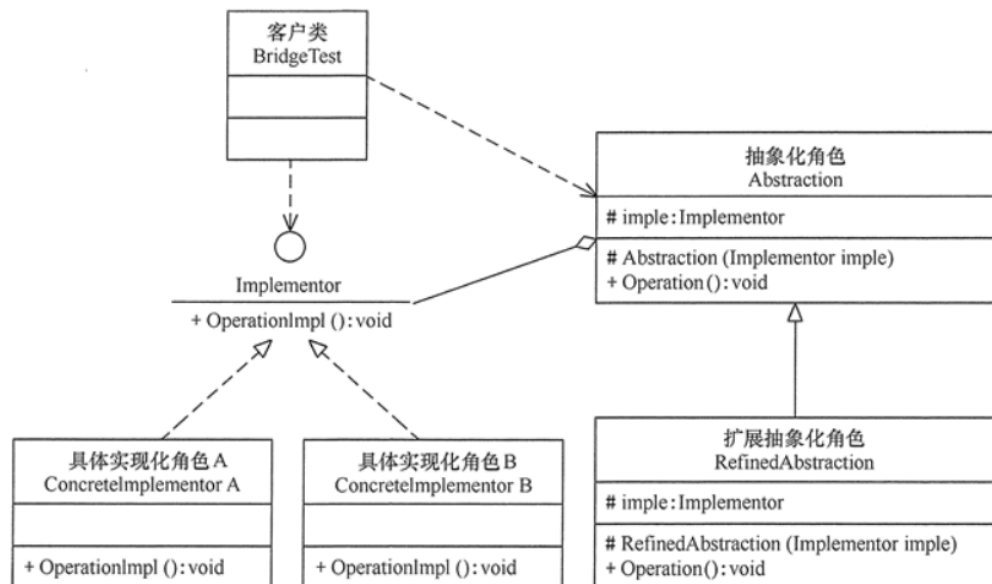 客户类
BridgeTest
抽象化角色
Abstraction
# imple:Implementor
# Abstraction (Implementor imple)
+ Operation():void
Implementor
+ OperationImpl ():void
具体实现化角色A
ConcreteImplementor A
+ OperationImpl ():void
具体实现化角色B
ConcreteImplementor B
+ OperationImpl ():void
扩展抽象化角色
RefinedAbstraction
# imple:Implementor
# RefinedAbstraction (Implementor imple)
+ Operation():void